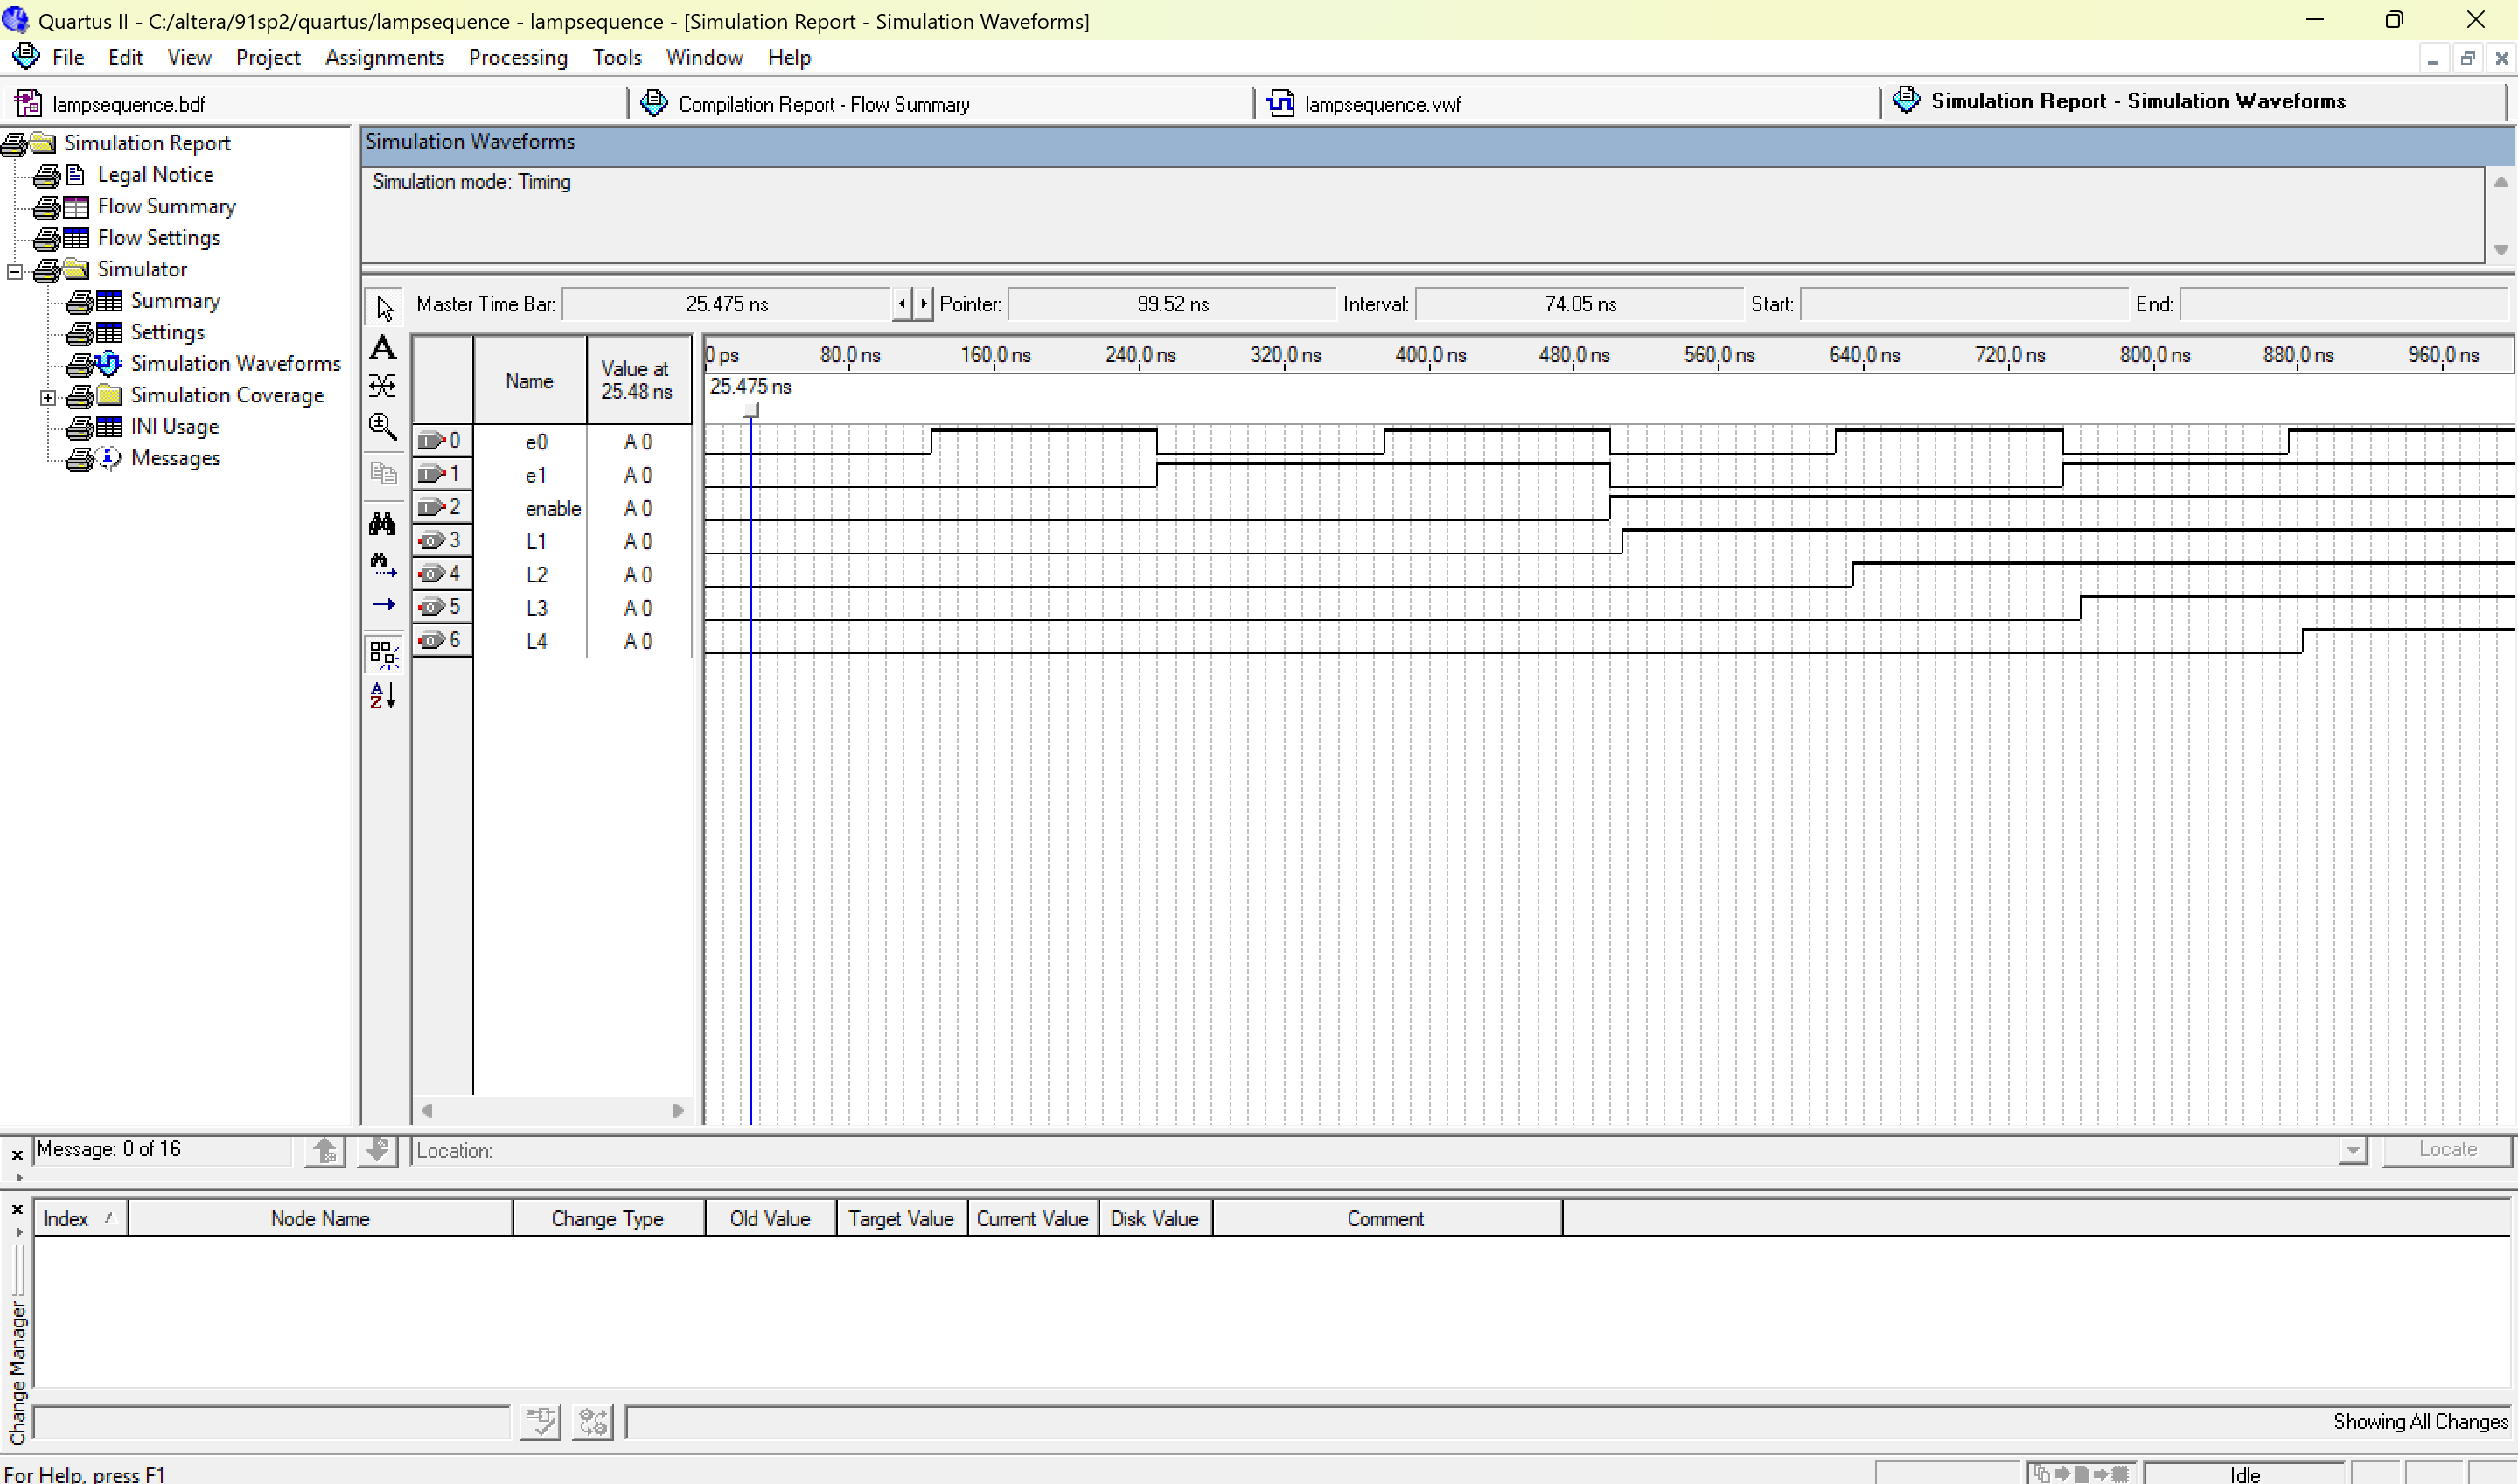 Quartus II - C:/altera/91sp2/quartus/lampsequence - lampsequence - [Simulation Report - Simulation Waveforms]
File Edit View Project Assignments Processing Tools Window Help
lampsequence.bdf Compilation Report - Flow Summary lampsequence.vwf Simulation Report - Simulation Waveforms
Simulation Report
Legal Notice
Flow Summary
Flow Settings
Simulator
Summary
Settings
Simulation Waveforms
Simulation Coverage
INI Usage
Messages
Simulation Waveforms
Simulation mode: Timing
Master Time Bar: 25.475 ns Pointer: 99.52 ns Interval: 74.05 ns Start: End:
Name Value at 25.48 ns
0 ps 80.0 ns 160.0 ns 240.0 ns 320.0 ns 400.0 ns 480.0 ns 560.0 ns 640.0 ns 720.0 ns 800.0 ns 880.0 ns 960.0 ns
25.475 ns
0 e0 A 0
1 e1 A 0
2 enable A 0
3 L1 A 0
4 L2 A 0
5 L3 A 0
6 L4 A 0
Message: 0 of 16 Location: Locate
Index Node Name Change Type Old Value Target Value Current Value Disk Value Comment
Change Manager
Showing All Changes
For Help, press F1 Idle